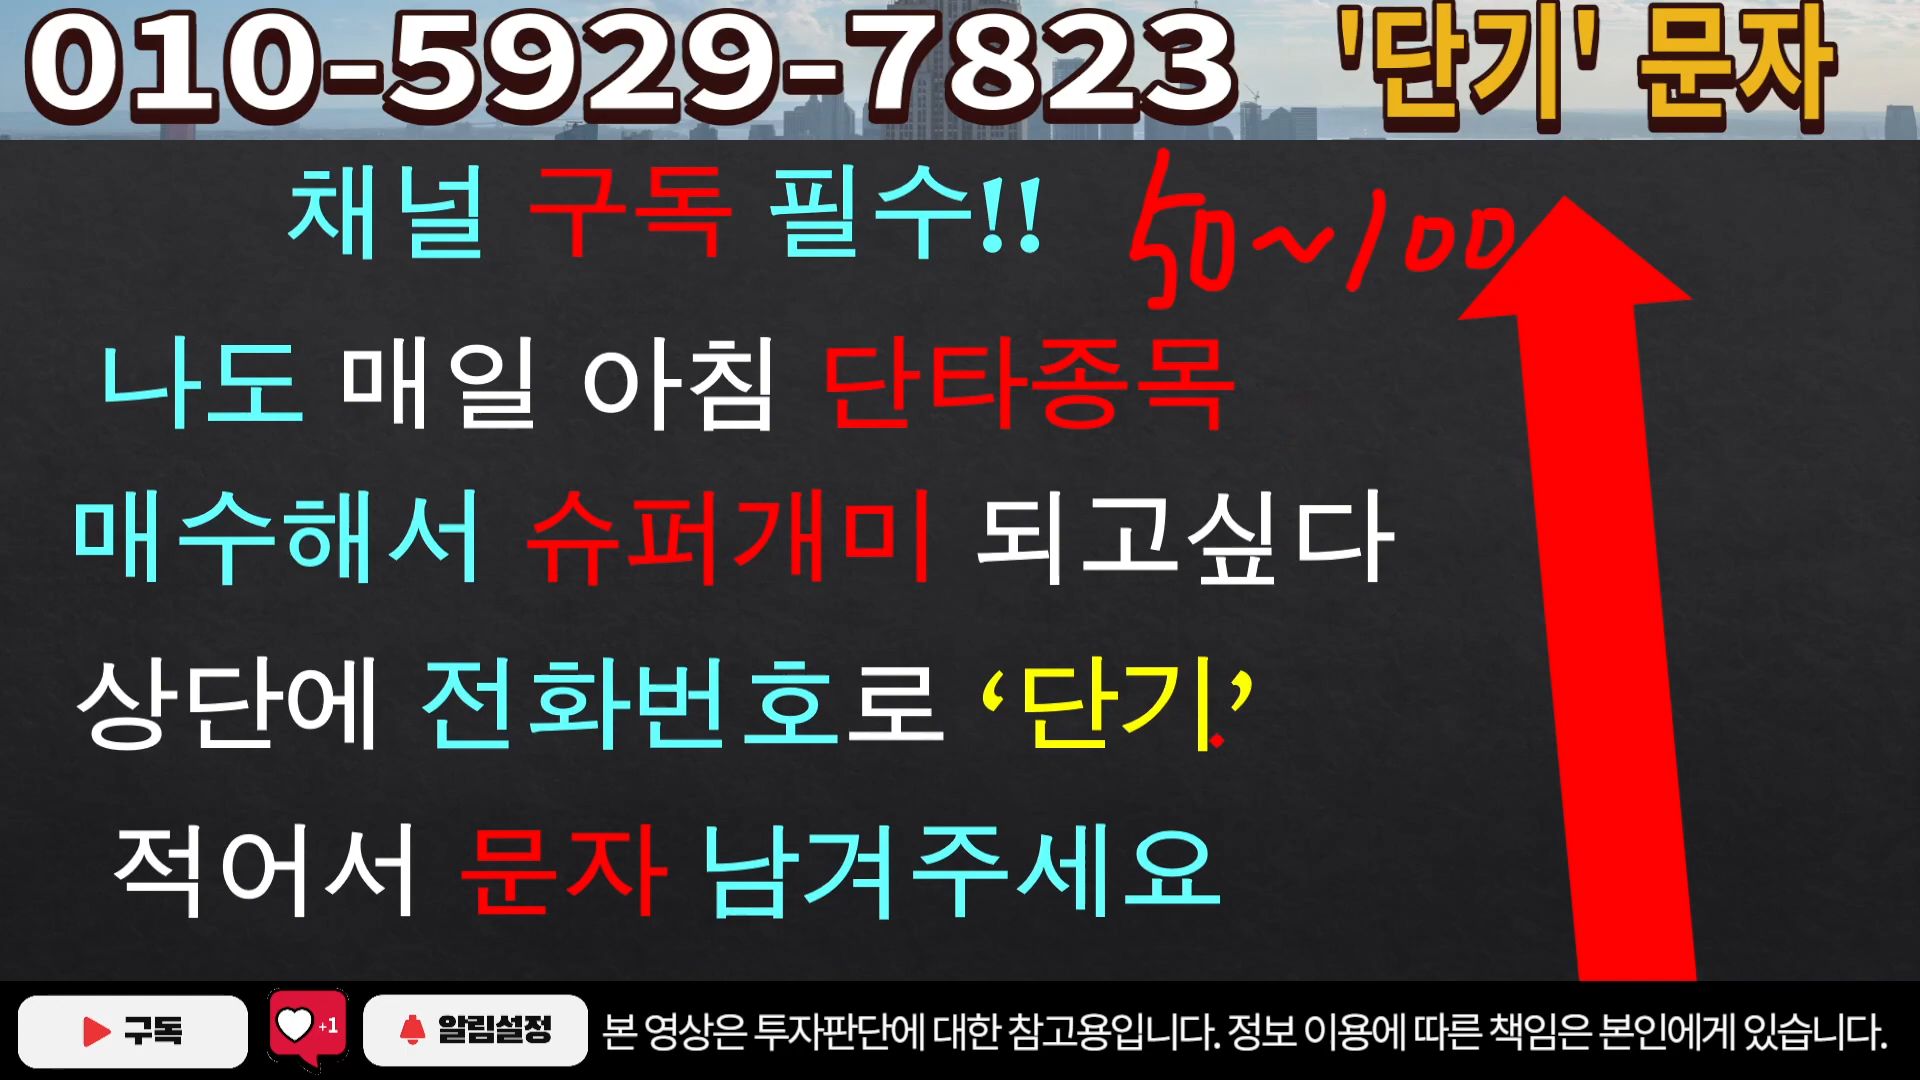 010-5929-7823 '단기' 문자
채널 구독 필수!! 50~100
나도 매일 아침 단타종목
매수해서 슈퍼개미 되고싶다
상단에 전화번호로 ‘단기’
적어서 문자 남겨주세요
구독 +1 알림설정 본 영상은 투자판단에 대한 참고용입니다. 정보 이용에 따른 책임은 본인에게 있습니다.